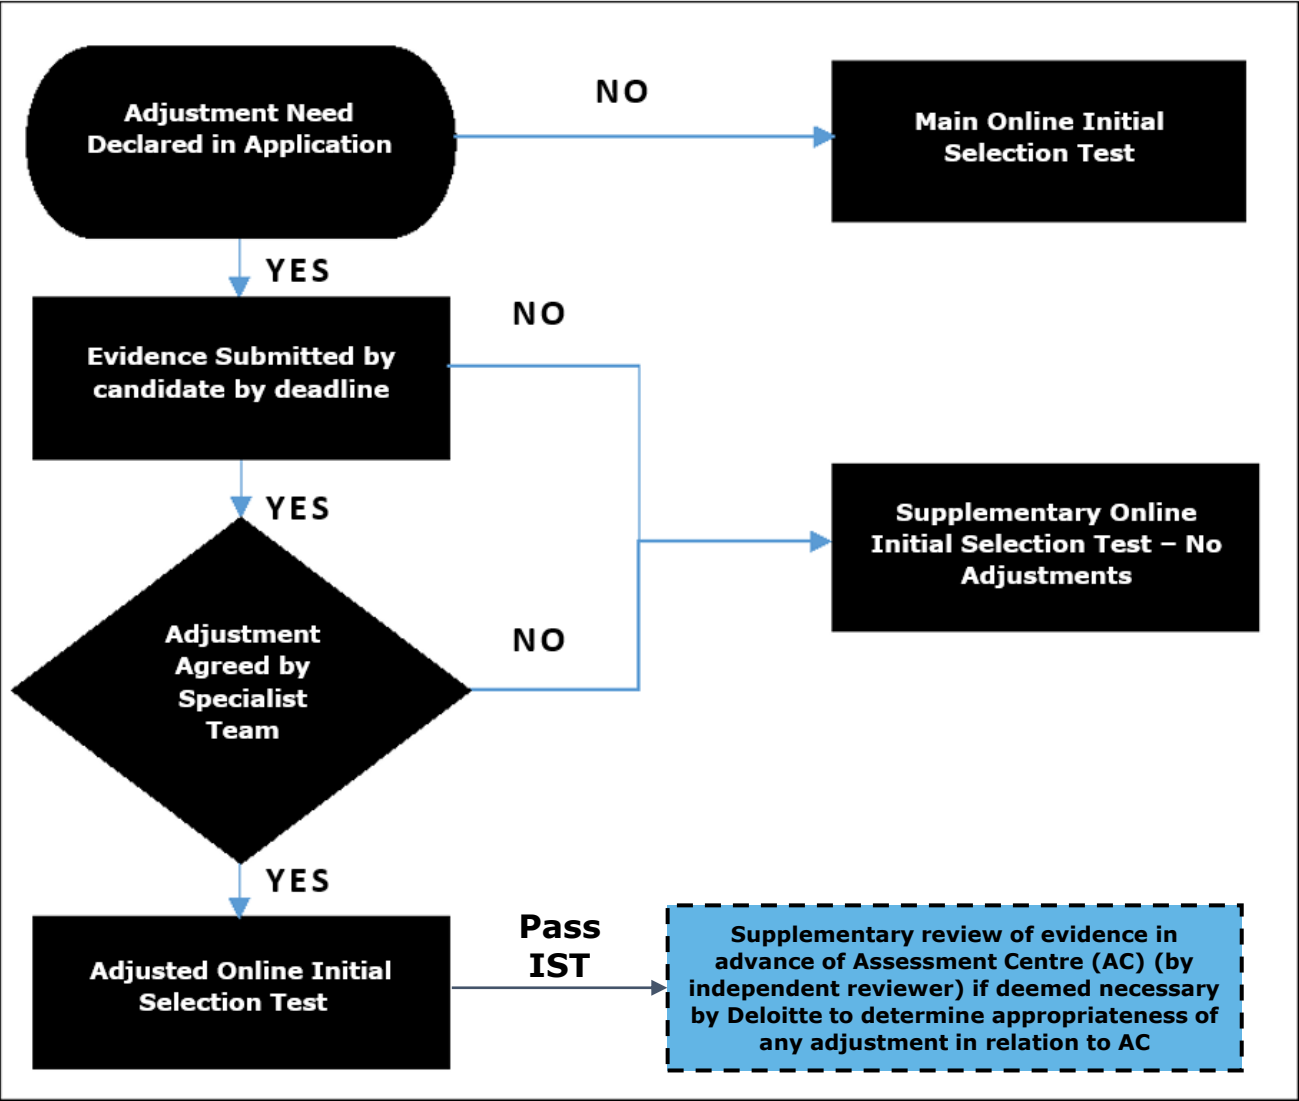 Adjustment Need
Declared in Application
NO
Main Online Initial
Selection Test
YES
Evidence Submitted by
candidate by deadline
NO
YES
Supplementary Online
Initial Selection Test – No
Adjustments
Adjustment
Agreed by
Specialist
Team
NO
YES
Adjusted Online Initial
Selection Test
Pass
IST
Supplementary review of evidence in
advance of Assessment Centre (AC) (by
independent reviewer) if deemed necessary
by Deloitte to determine appropriateness of
any adjustment in relation to AC